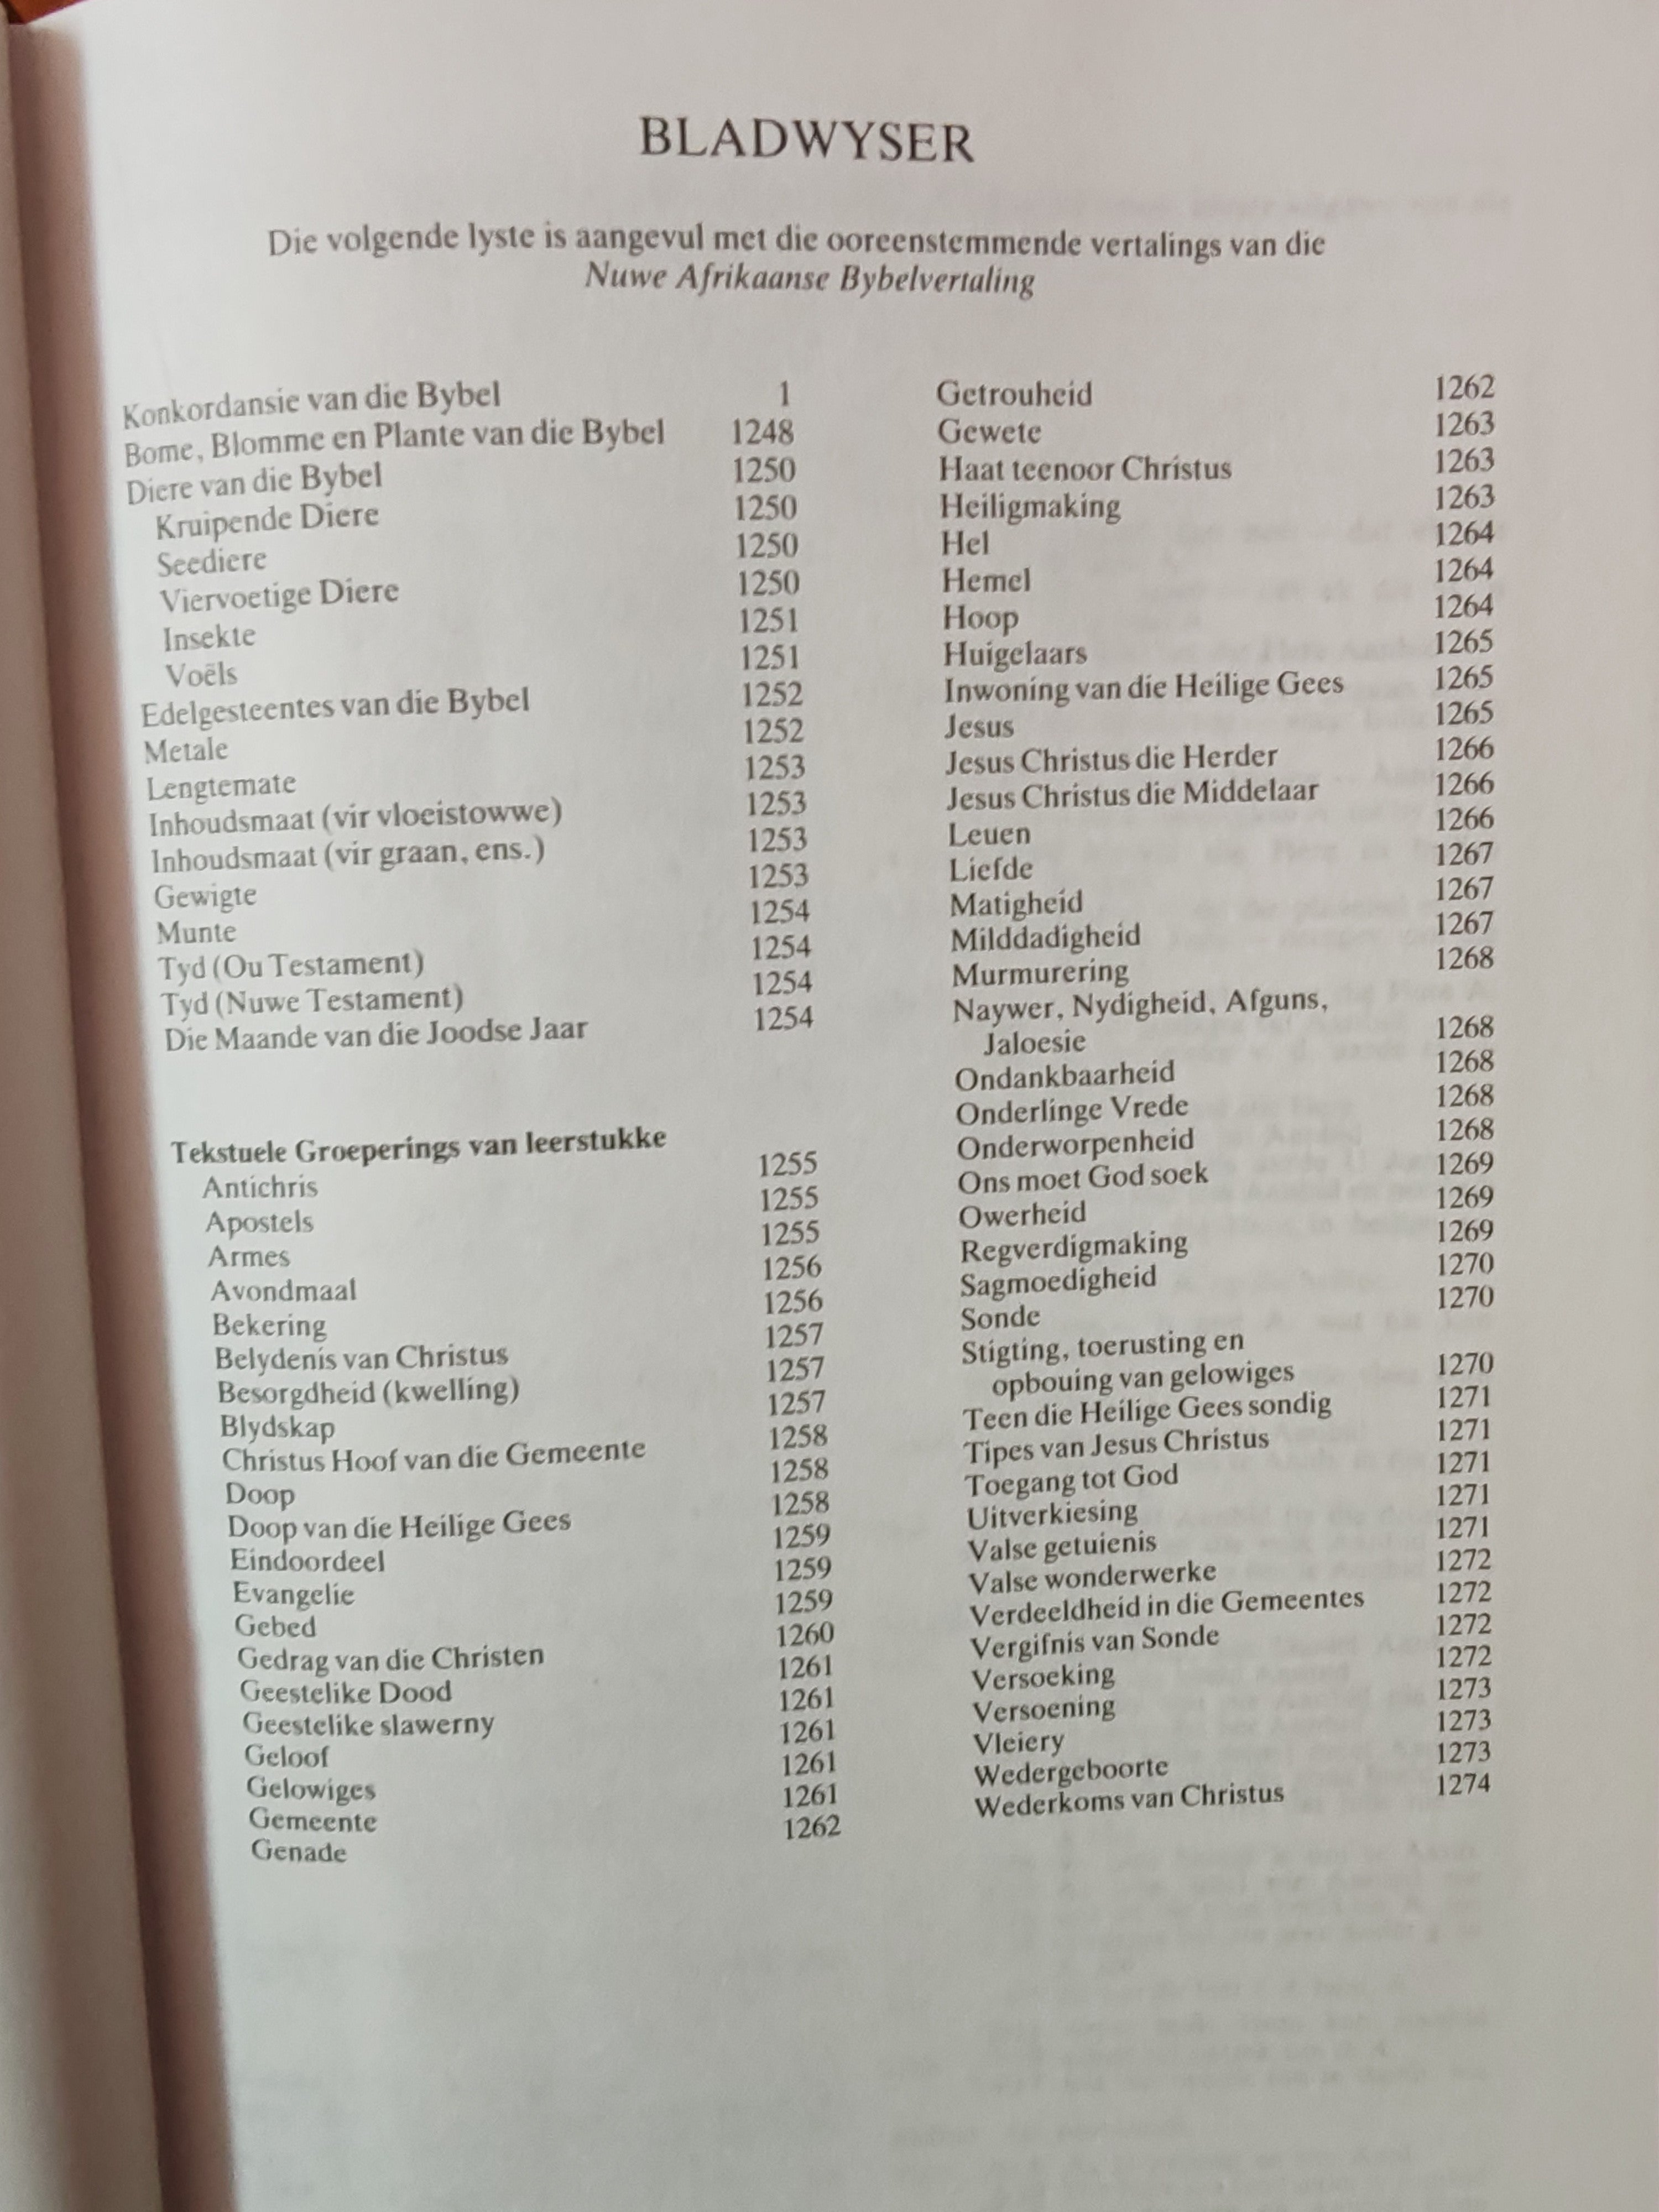 BLADWYSER
Die volgende lyste is aangevul met die ooreenstemmende vertalings van die
Nuwe Afrikaanse Bybelvertaling
Konkordansie van die Bybel 1
Bome, Blomme en Plante van die Bybel 1248
Diere van die Bybel 1250
Kruipende Diere 1250
Seediere 1250
Viervoetige Diere 1250
Insekte 1251
Voëls 1251
Edelgesteentes van die Bybel 1252
Metale 1252
Lengtemate 1253
Inhoudsmaat (vir vloeistowwe) 1253
Inhoudsmaat (vir graan, ens.) 1253
Gewigte 1253
Munte 1254
Tyd (Ou Testament) 1254
Tyd (Nuwe Testament) 1254
Die Maande van die Joodse Jaar 1254
Tekstuele Groeperings van leerstukke
Antichris 1255
Apostels 1255
Armes 1255
Avondmaal 1256
Bekering 1256
Belydenis van Christus 1257
Besorgdheid (kwelling) 1257
Blydskap 1257
Christus Hoof van die Gemeente 1258
Doop 1258
Doop van die Heilige Gees 1258
Eindoordeel 1259
Evangelie 1259
Gebed 1259
Gedrag van die Christen 1260
Geestelike Dood 1261
Geestelike slawerny 1261
Geloof 1261
Gelowiges 1261
Gemeente 1261
Genade 1262
Getrouheid 1262
Gewete 1263
Haat teenoor Christus 1263
Heiligmaking 1263
Hel 1264
Hemel 1264
Hoop 1264
Huigelaars 1265
Inwoning van die Heilige Gees 1265
Jesus 1265
Jesus Christus die Herder 1266
Jesus Christus die Middelaar 1266
Leuen 1266
Liefde 1267
Matigheid 1267
Milddadigheid 1267
Murmurering 1268
Naywer, Nydigheid, Afguns,
Jaloesie 1268
Ondankbaarheid 1268
Onderlinge Vrede 1268
Onderworpenheid 1268
Ons moet God soek 1269
Owerheid 1269
Regverdigmaking 1269
Sagmoedigheid 1270
Sonde 1270
Stigting, toerusting en
opbouing van gelowiges 1270
Teen die Heilige Gees sondig 1271
Tipes van Jesus Christus 1271
Toegang tot God 1271
Uitverkiesing 1271
Valse getuienis 1271
Valse wonderwerke 1272
Verdeeldheid in die Gemeentes 1272
Vergifnis van Sonde 1272
Versoeking 1272
Versoening 1273
Vleiery 1273
Wedergeboorte 1273
Wederkoms van Christus 1274